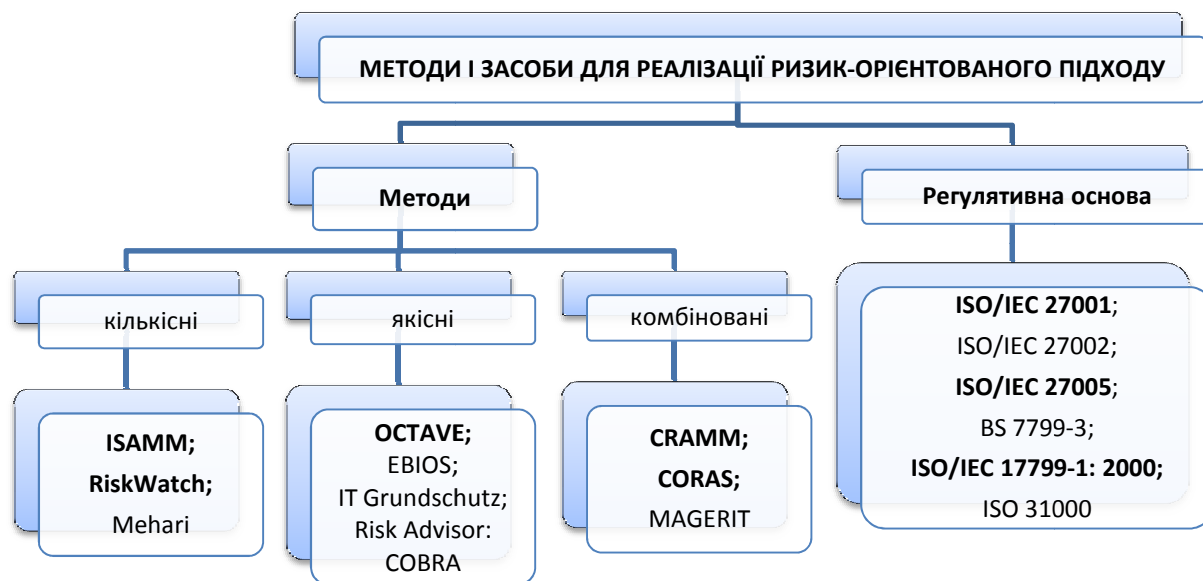 МЕТОДИ І ЗАСОБИ ДЛЯ РЕАЛІЗАЦІЇ РИЗИК-ОРІЄНТОВАНОГО ПІДХОДУ
Методи
Регулятивна основа
кількісні
якісні
комбіновані
ISAMM;
RiskWatch;
Mehari
OCTAVE;
EBIOS;
IT Grundschutz;
Risk Advisor:
COBRA
CRAMM;
CORAS;
MAGERIT
ISO/IEC 27001;
ISO/IEC 27002;
ISO/IEC 27005;
BS 7799-3;
ISO/IEC 17799-1: 2000;
ISO 31000